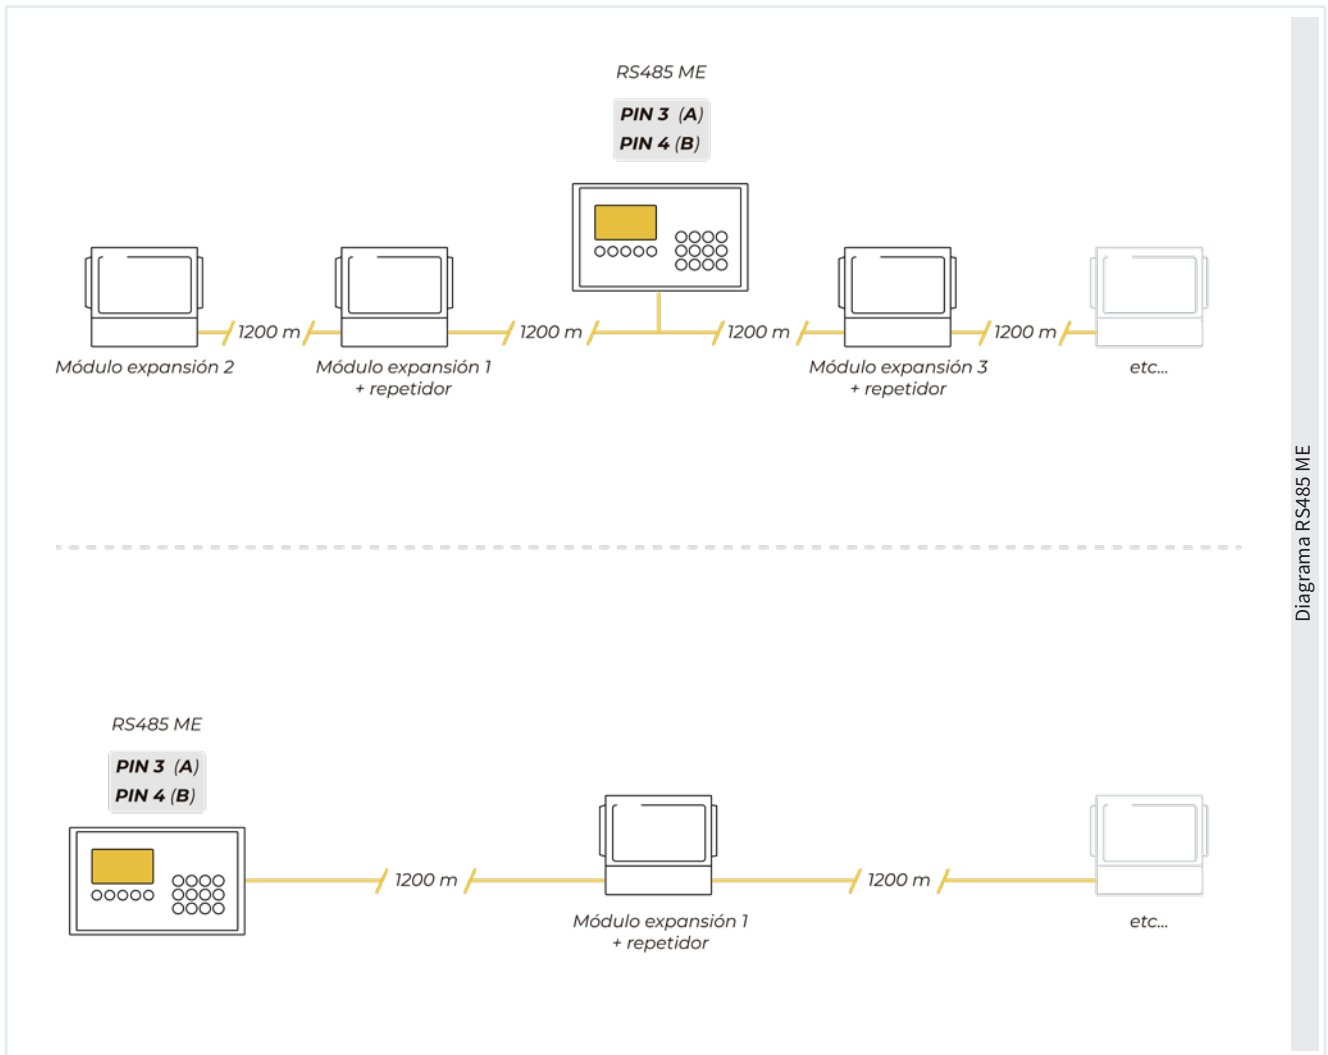 RS485 ME
PIN 3 (A)
PIN 4 (B)
1200 m
1200 m
1200 m
1200 m
Módulo expansión 2
Módulo expansión 1
+ repetidor
Módulo expansión 3
+ repetidor
etc...
Diagrama RS485 ME
RS485 ME
PIN 3 (A)
PIN 4 (B)
1200 m
1200 m
Módulo expansión 1
+ repetidor
etc...